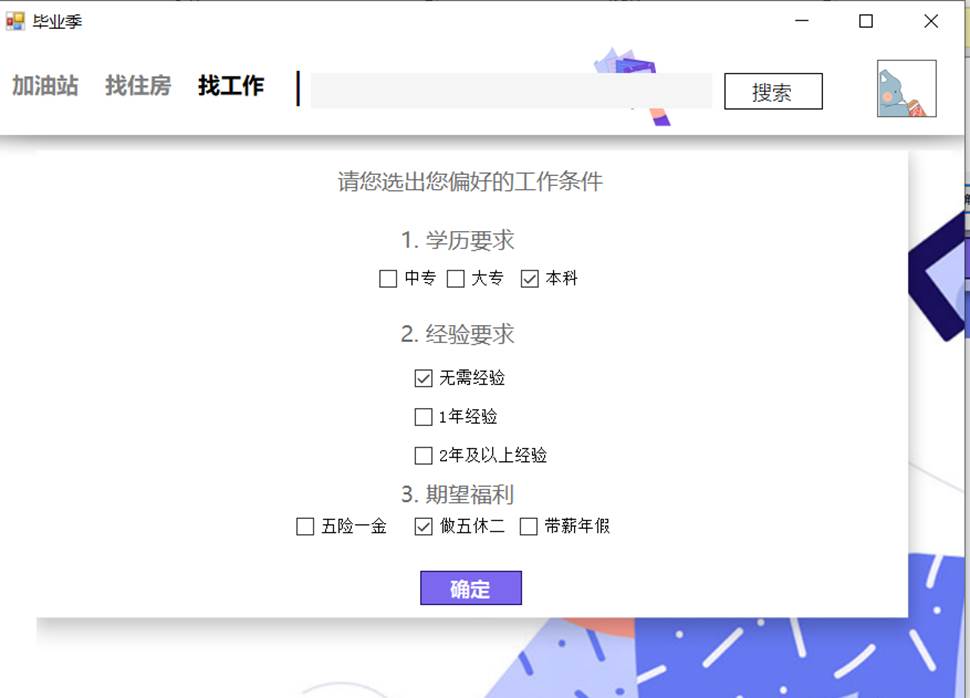 毕业季
加油站 找住房 找工作 搜索
请您选出您偏好的工作条件
1. 学历要求
中专 大专 本科
2. 经验要求
无需经验
1年经验
2年及以上经验
3. 期望福利
五险一金 做五休二 带薪年假
确定